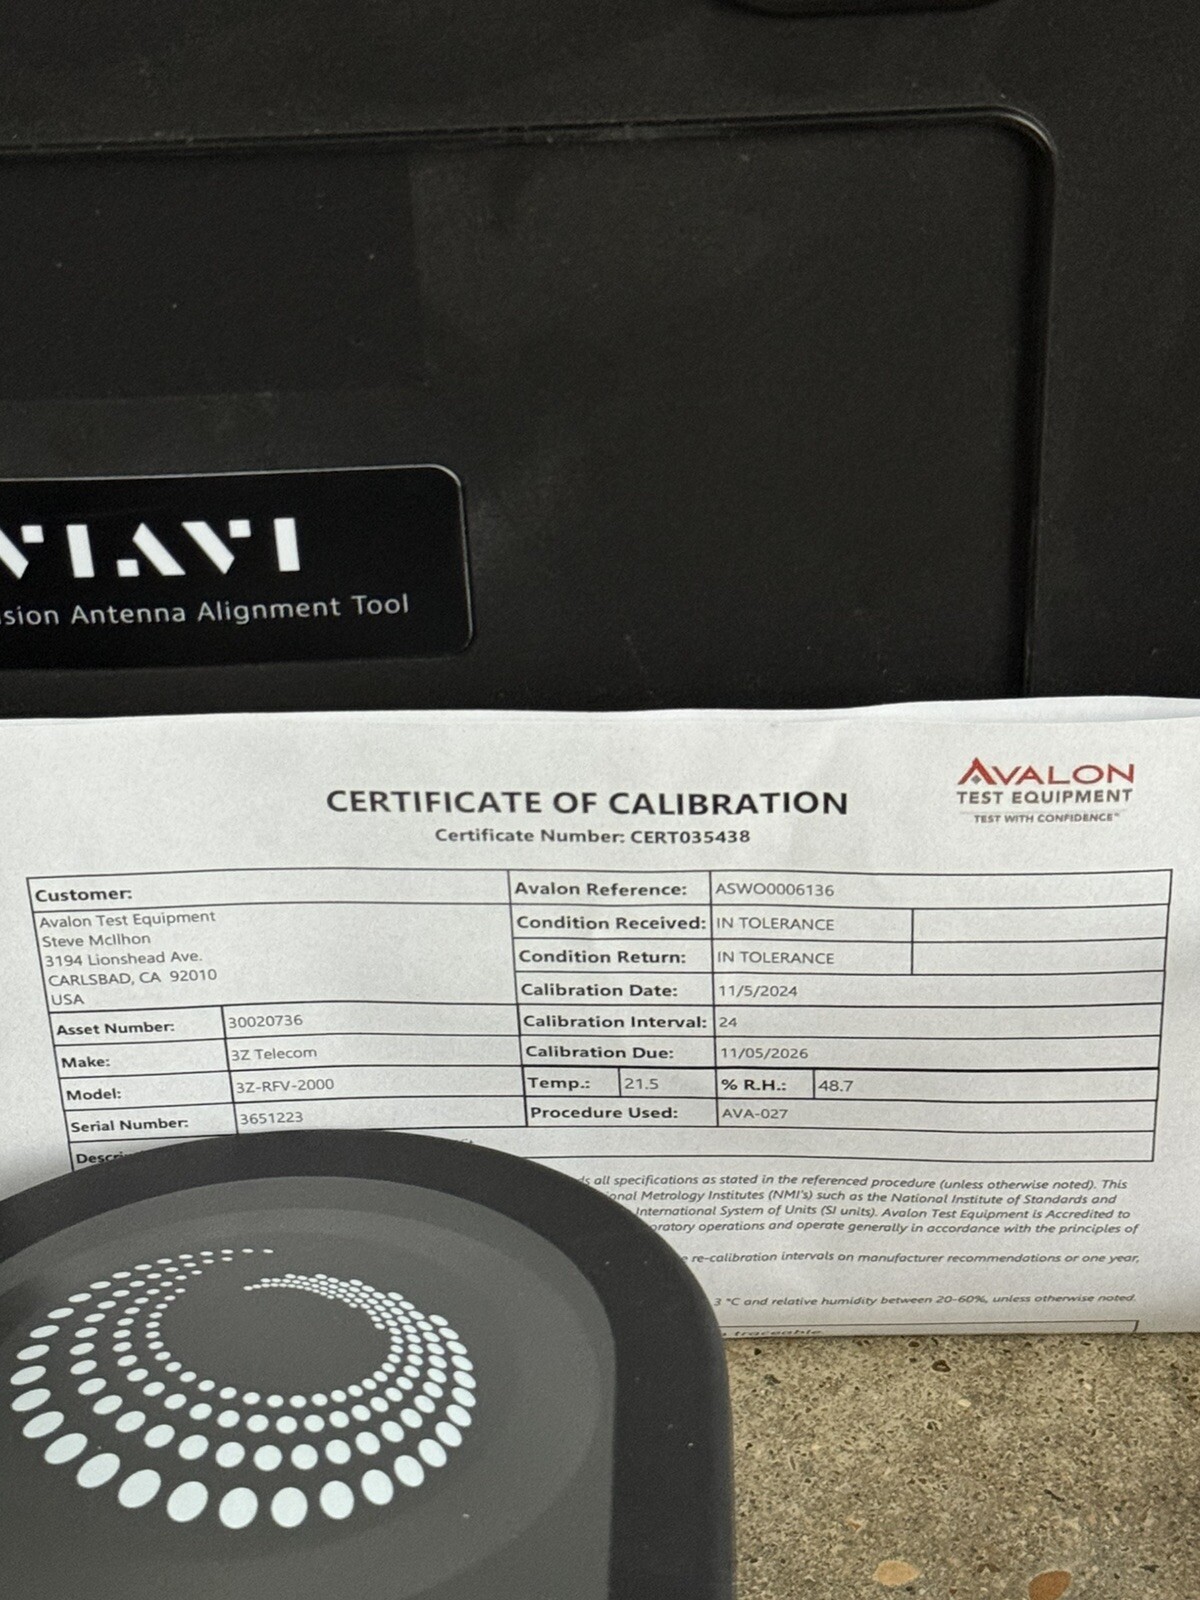 VIAVI
Antenna Alignment Tool
AVALON
TEST EQUIPMENT
TEST WITH CONFIDENCE
CERTIFICATE OF CALIBRATION
Certificate Number: CERT035438
Customer:
Avalon Test Equipment
Steve McIlhon
3194 Lionshead Ave.
CARLSBAD, CA 92010
USA
Asset Number: 30020736
Make: 3Z Telecom
Model: 3Z-RFV-2000
Serial Number: 3651223
Avalon Reference: ASWO0006136
Condition Received: IN TOLERANCE
Condition Return: IN TOLERANCE
Calibration Date: 11/5/2024
Calibration Interval: 24
Calibration Due: 11/05/2026
Temp.: 21.5 % R.H.: 48.7
Procedure Used: AVA-027
all specifications as stated in the referenced procedure (unless otherwise noted). This
Metrology Institutes (NMI's) such as the National Institute of Standards and
International System of Units (SI units). Avalon Test Equipment is Accredited to
operations and operate generally in accordance with the principles of
re-calibration intervals on manufacturer recommendations or one year,
3 °C and relative humidity between 20-60%, unless otherwise noted.